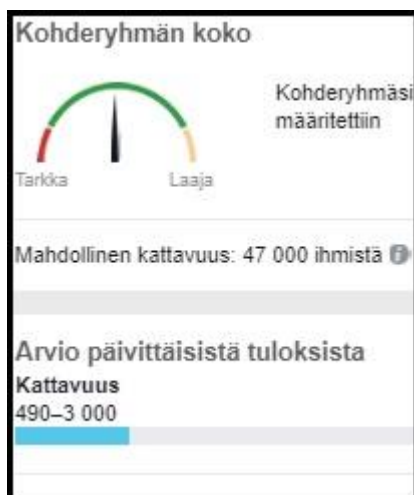 Kohderyhmän koko
Kohderyhmäsi
määritettiin
Tarkka Laaja
Mahdollinen kattavuus: 47 000 ihmistä
Arvio päivittäisistä tuloksista
Kattavuus
490–3 000